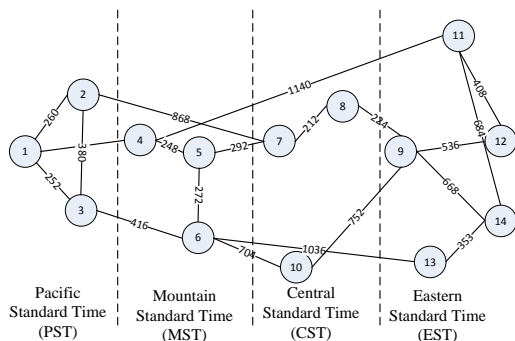 11
1140
2
8
408
260
868
212
224
684
1
4
248
7
536
12
380
5
292
9
252
272
668
3
416
752
14
6
1036
353
704
10
13
Pacific
Standard Time
(PST)
Mountain
Standard Time
(MST)
Central
Standard Time
(CST)
Eastern
Standard Time
(EST)